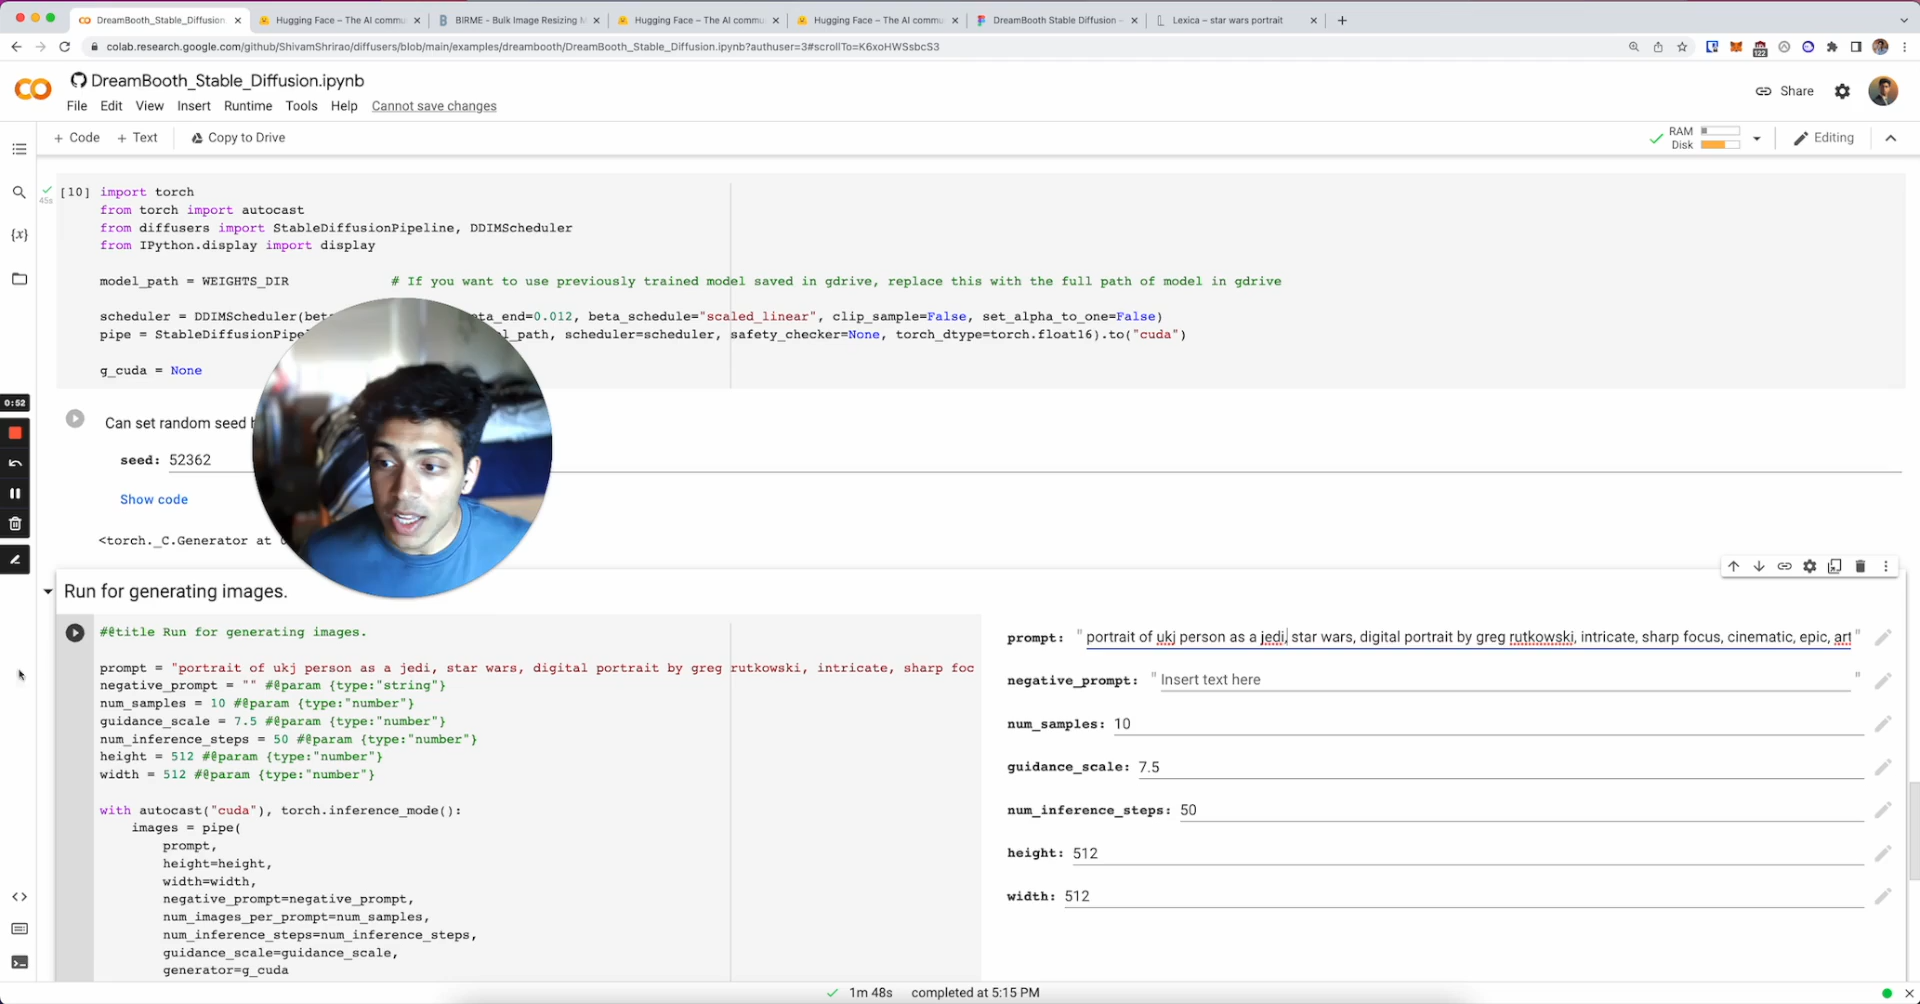 DreamBooth_Stable_Diffusion.
Hugging Face – The AI commu
BIRME - Bulk Image Resizing M
Hugging Face – The AI commu
Hugging Face – The AI commu
DreamBooth Stable Diffusion –
Lexica – star wars portrait
colab.research.google.com/github/ShivamShrirao/diffusers/blob/main/examples/dreambooth/DreamBooth_Stable_Diffusion.ipynb?authuser=3#scrollTo=K6xoHWSsbcS3
122
CO
DreamBooth_Stable_Diffusion.ipynb
File Edit View Insert Runtime Tools Help Cannot save changes
Share
+ Code + Text Copy to Drive
RAM
Disk
Editing
45s
[10] import torch
from torch import autocast
from diffusers import StableDiffusionPipeline, DDIMScheduler
from IPython.display import display
{x}
model_path = WEIGHTS_DIR # If you want to use previously trained model saved in gdrive, replace this with the full path of model in gdrive
scheduler = DDIMScheduler(bet ta_end=0.012, beta_schedule="scaled_linear", clip_sample=False, set_alpha_to_one=False)
pipe = StableDiffusionPipe l_path, scheduler=scheduler, safety_checker=None, torch_dtype=torch.float16).to("cuda")
g_cuda = None
0:52
Can set random seed
seed: 52362
Show code
<torch._C.Generator at
Run for generating images.
#@title Run for generating images.
prompt = "portrait of ukj person as a jedi, star wars, digital portrait by greg rutkowski, intricate, sharp foc
negative_prompt = "" #@param {type:"string"}
num_samples = 10 #@param {type:"number"}
guidance_scale = 7.5 #@param {type:"number"}
num_inference_steps = 50 #@param {type:"number"}
height = 512 #@param {type:"number"}
width = 512 #@param {type:"number"}
with autocast("cuda"), torch.inference_mode():
images = pipe(
prompt,
height=height,
width=width,
negative_prompt=negative_prompt,
num_images_per_prompt=num_samples,
num_inference_steps=num_inference_steps,
guidance_scale=guidance_scale,
generator=g_cuda
prompt: "portrait of ukj person as a jedi, star wars, digital portrait by greg rutkowski, intricate, sharp focus, cinematic, epic, art"
negative_prompt: "Insert text here"
num_samples: 10
guidance_scale: 7.5
num_inference_steps: 50
height: 512
width: 512
1m 48s completed at 5:15 PM